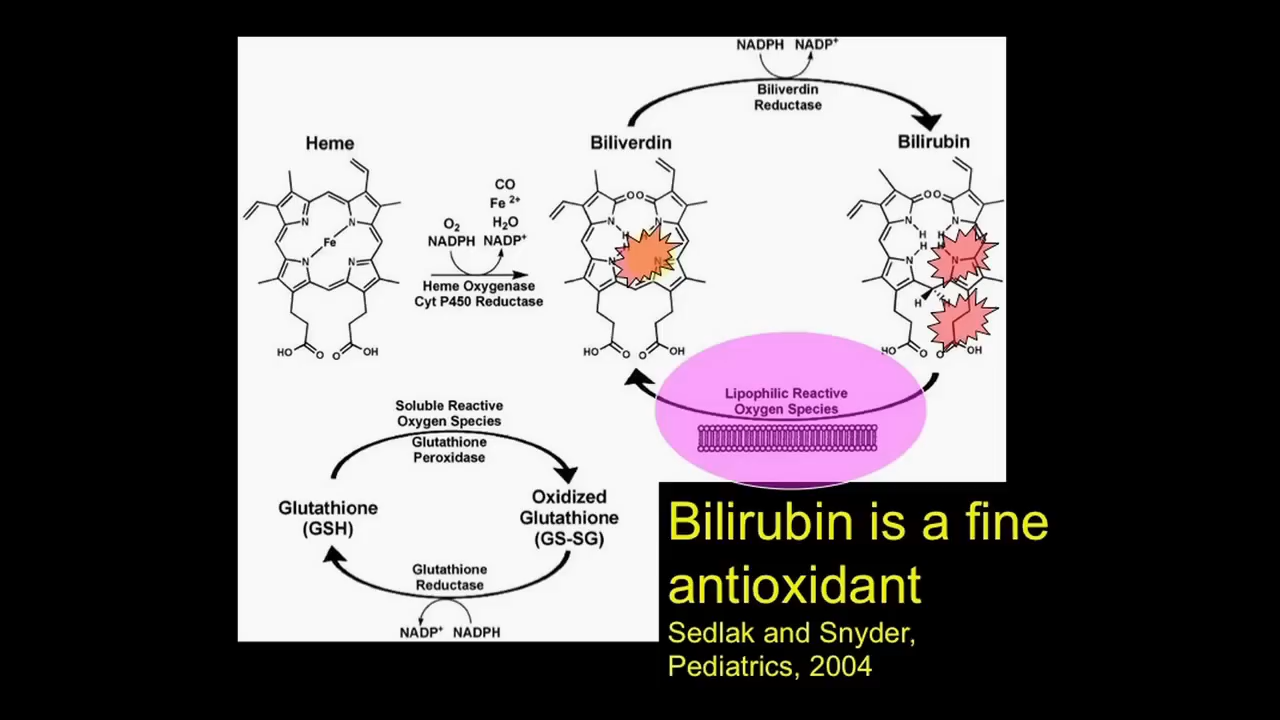 NADPH NADP+
Biliverdin
Reductase
Heme
Biliverdin
Bilirubin
CO
Fe 2+
H2O
O2
NADPH NADP+
Heme Oxygenase
Cyt P450 Reductase
N
N
Fe
N
N
HO
O
O
OH
O O
N
N
H
N
HO
O
O
OH
O O
N
N
H
H
H
H
N
N
H
HO
O
O
OH
Lipophilic Reactive
Oxygen Species
Soluble Reactive
Oxygen Species
Glutathione
Peroxidase
Glutathione
(GSH)
Oxidized
Glutathione
(GS-SG)
Glutathione
Reductase
NADP+ NADPH
Bilirubin is a fine
antioxidant
Sedlak and Snyder,
Pediatrics, 2004